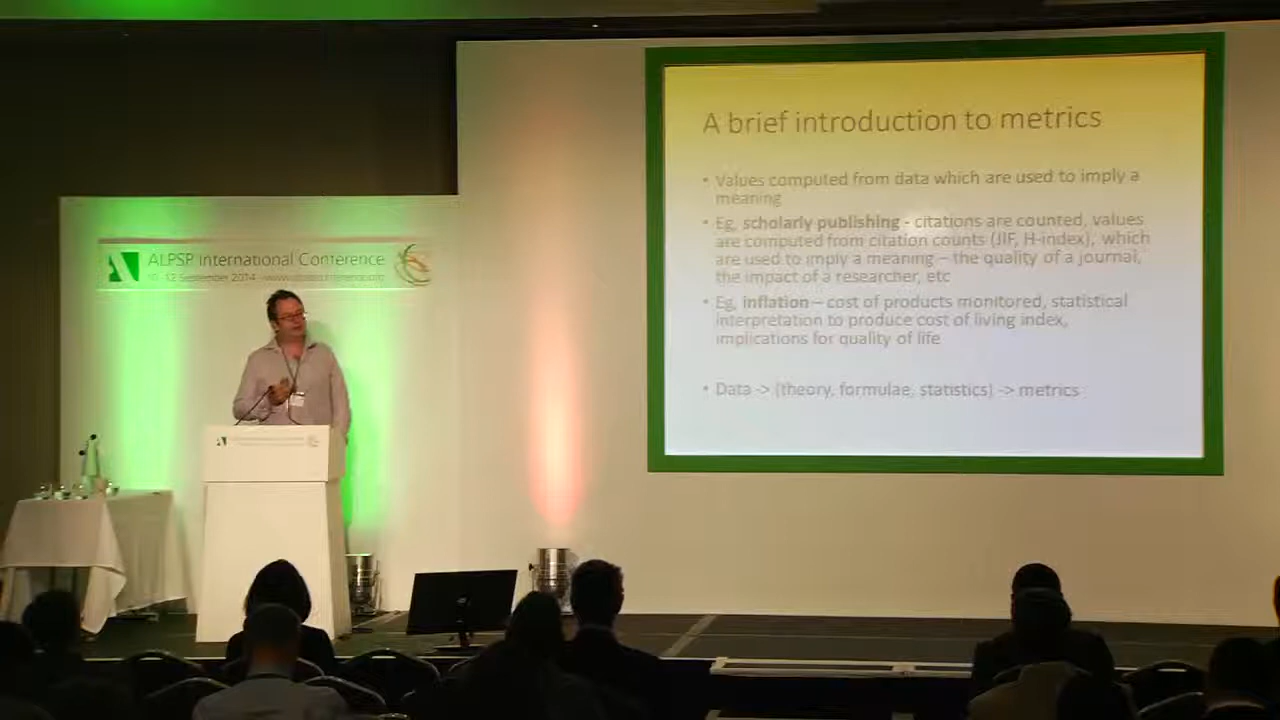 A brief introduction to metrics
• Values computed from data which are used to imply a
meaning
• Eg, scholarly publishing - citations are counted, values
are computed from citation counts (JIF, H-index), which
are used to imply a meaning – the quality of a journal,
the impact of a researcher, etc
• Eg, inflation – cost of products monitored, statistical
interpretation to produce cost of living index,
implications for quality of life
• Data -> (theory, formulae, statistics) -> metrics
ALPSP International Conference
12 September 2014